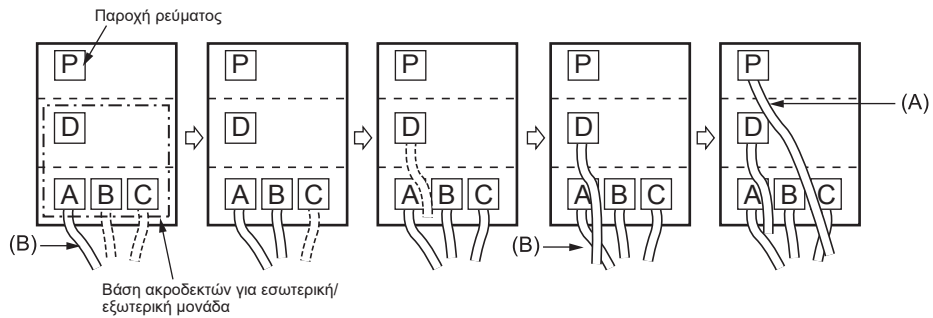 Παροχή ρεύματος
P P P P P
(A)
D D D D D
A B C A B C A B C A B C A B C
(B) (B)
Βάση ακροδεκτών για εσωτερική/
εξωτερική μονάδα